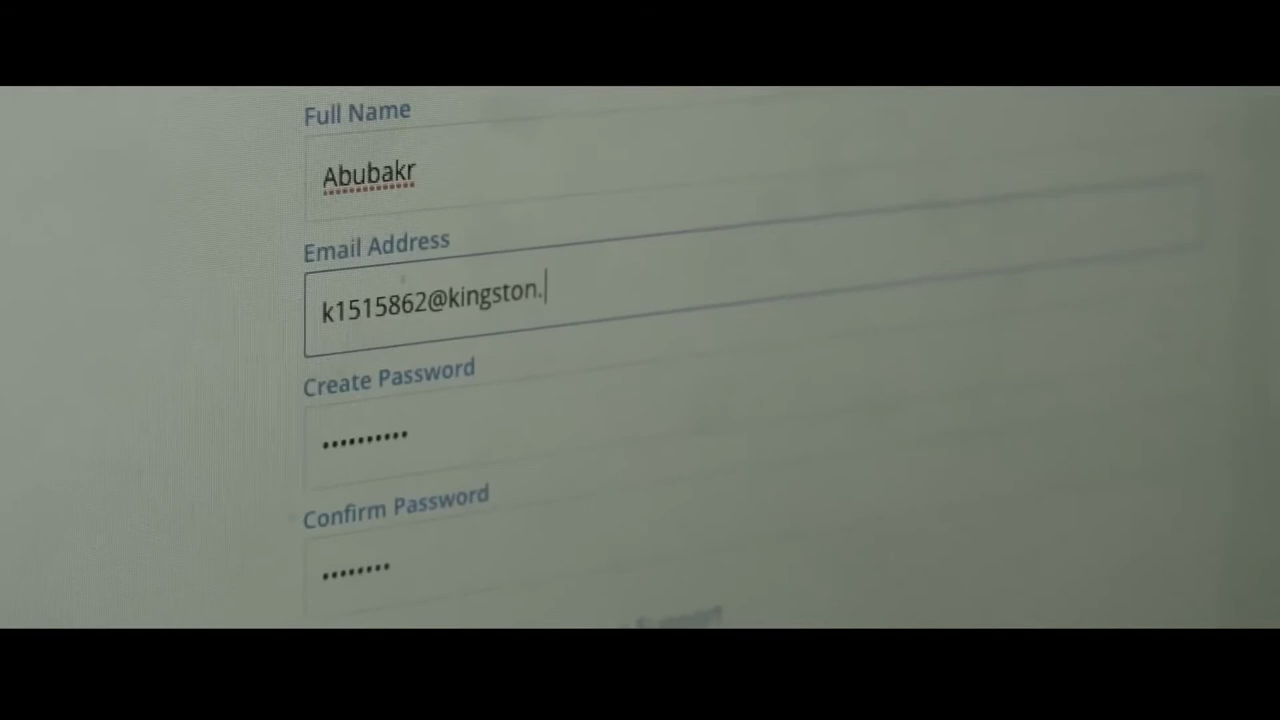 Full Name
Abubakr
Email Address
k1515862@kingston.
Create Password
••••••••••
Confirm Password
••••••••